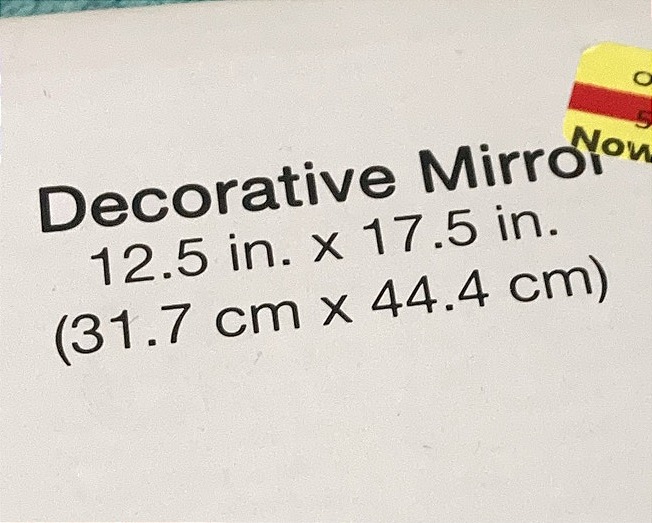 Now
Decorative Mirror
12.5 in. x 17.5 in.
(31.7 cm x 44.4 cm)